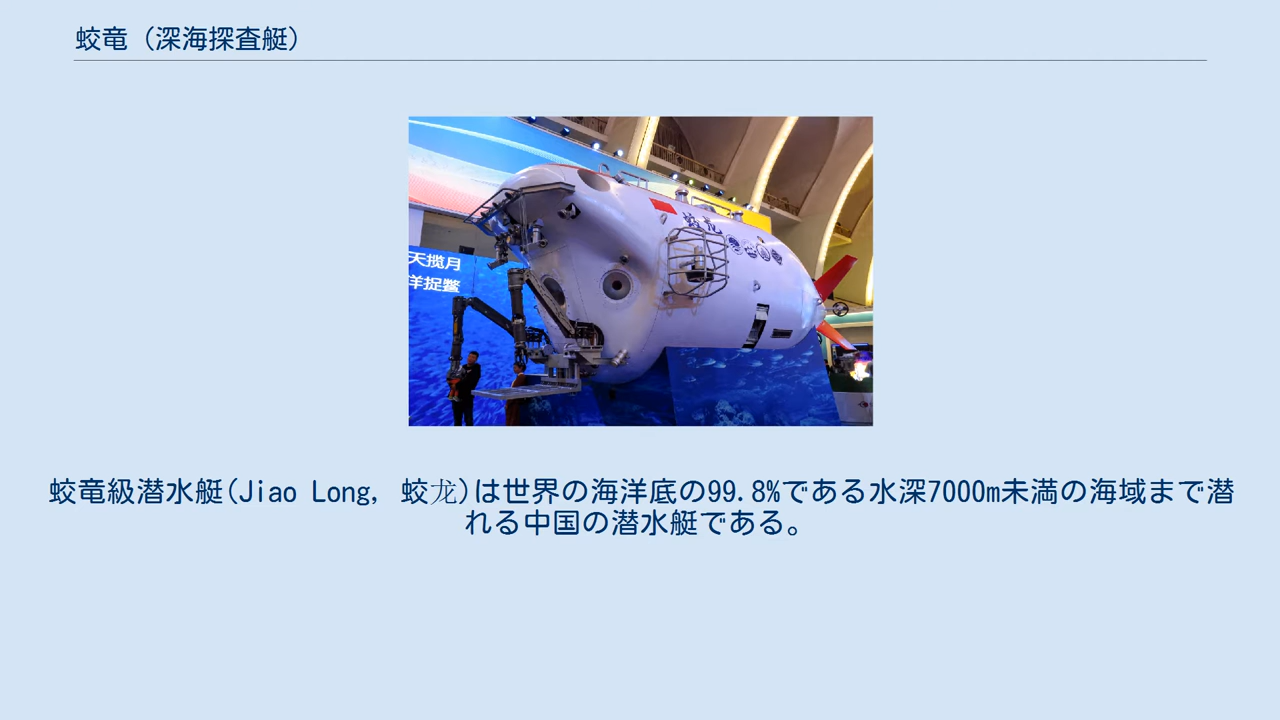 蛟竜（深海探査艇）
蛟龙
天揽月
洋捉鳖
蛟竜級潜水艇(Jiao Long, 蛟龙)は世界の海洋底の99.8%である水深7000m未満の海域まで潜
れる中国の潜水艇である。